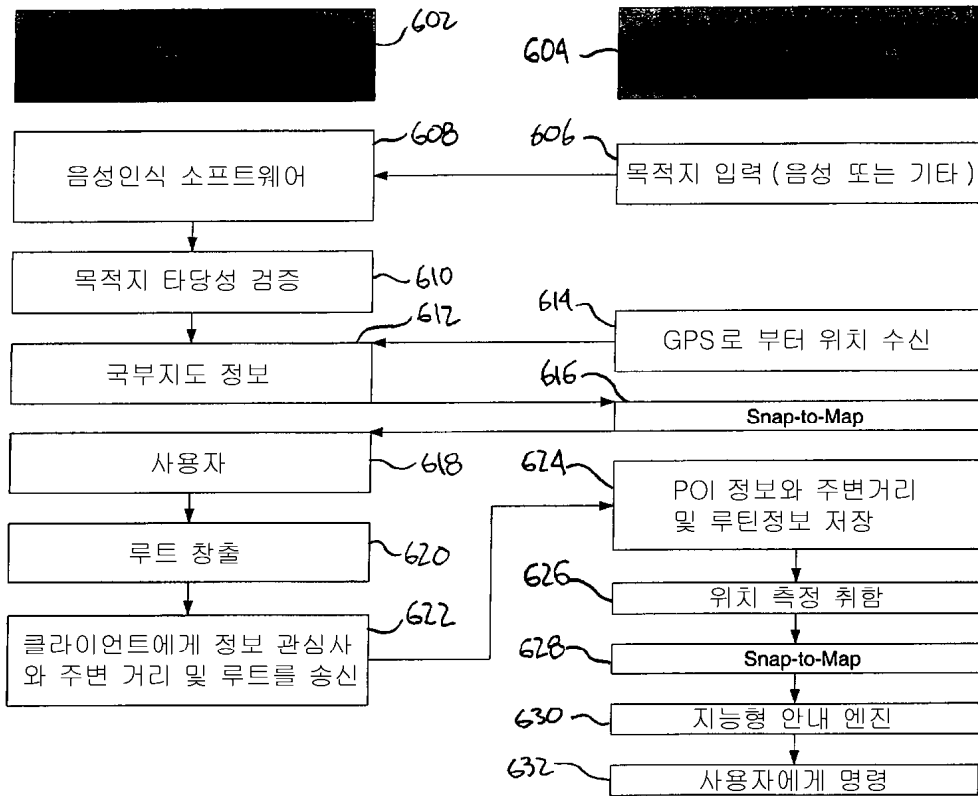 602
604
608
606
음성인식 소프트웨어
목적지 입력 (음성 또는 기타)
목적지 타당성 검증
610
612
614
국부지도 정보
GPS로 부터 위치 수신
616
Snap-to-Map
사용자
618
624
POI 정보와 주변거리
및 루틴정보 저장
루트 창출
620
626
위치 측정 취함
622
클라이언트에게 정보 관심사
와 주변 거리 및 루트를 송신
628
Snap-to-Map
630
지능형 안내 엔진
632
사용자에게 명령